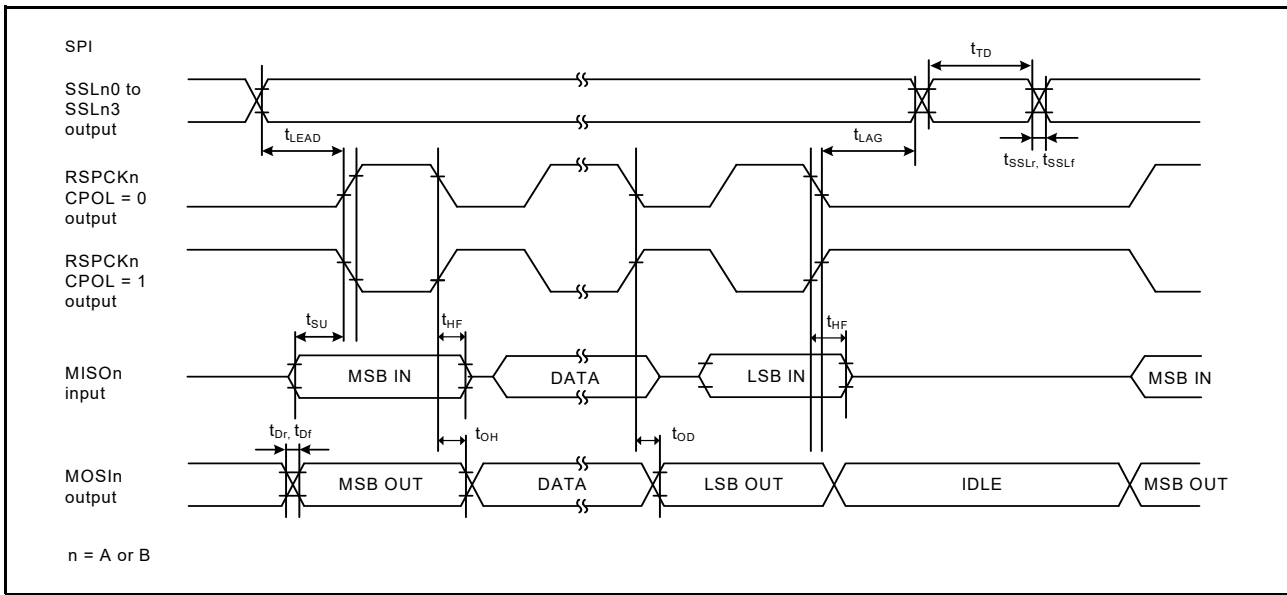 SPI
tTD
SSLn0 to
SSLn3
output
tLEAD
tLAG
tSSLr, tSSLf
RSPCKn
CPOL = 0
output
RSPCKn
CPOL = 1
output
tSU
tHF
tHF
MISOn
input
MSB IN
DATA
LSB IN
MSB IN
tDr, tDf
tOH
tOD
MOSIn
output
MSB OUT
DATA
LSB OUT
IDLE
MSB OUT
n = A or B